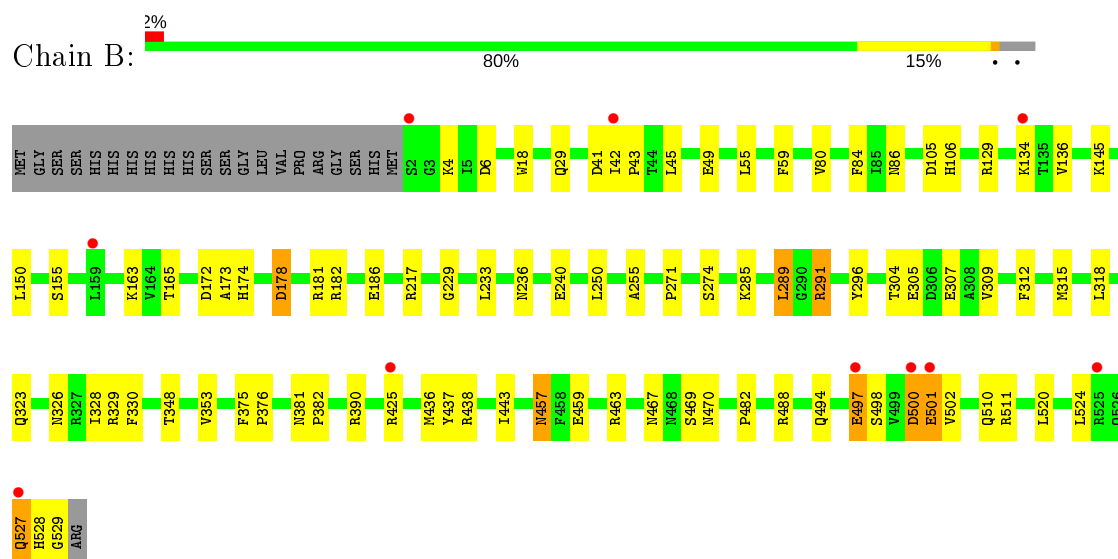 2%
Chain B:
80% 15% • •
MET GLY SER SER HIS HIS HIS HIS HIS HIS SER SER GLY LEU VAL PRO ARG GLY SER HIS MET S2 G3 K4 I5 D6 W18 Q29 D41 I42 P43 T44 L45 E49 L55 F59 V80 F84 I85 N86 D105 H106 R129 K134 T135 V136 K145
L150 S155 L159 K163 V164 T165 D172 A173 H174 D178 R181 R182 E186 R217 G229 L233 N236 E240 L250 A255 P271 S274 K285 L289 G290 R291 Y296 T304 E305 D306 E307 A308 V309 F312 M315 L318
Q323 N326 R327 I328 R329 F330 T348 V353 F375 P376 N381 P382 R390 R425 M436 Y437 R438 I443 N457 F458 E459 R463 N467 N468 S469 N470 P482 R488 Q494 E497 S498 V499 D500 E501 V502 Q510 R511 L520 L524 R525 Q526
Q527 H528 G529 ARG